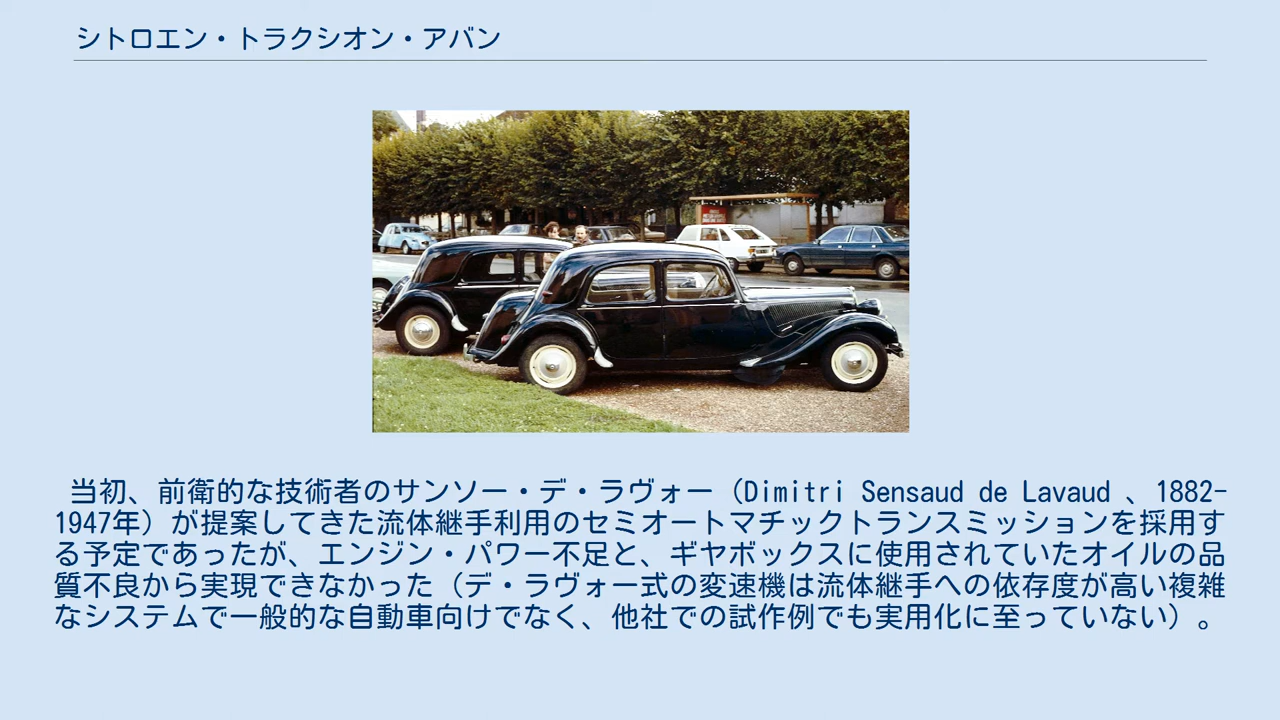 シトロエン・トラクシオン・アバン
当初、前衛的な技術者のサンソー・デ・ラヴォー（Dimitri Sensaud de Lavaud 、1882-
1947年）が提案してきた流体継手利用のセミオートマチックトランスミッションを採用す
る予定であったが、エンジン・パワー不足と、ギヤボックスに使用されていたオイルの品
質不良から実現できなかった（デ・ラヴォー式の変速機は流体継手への依存度が高い複雑
なシステムで一般的な自動車向けでなく、他社での試作例でも実用化に至っていない）。